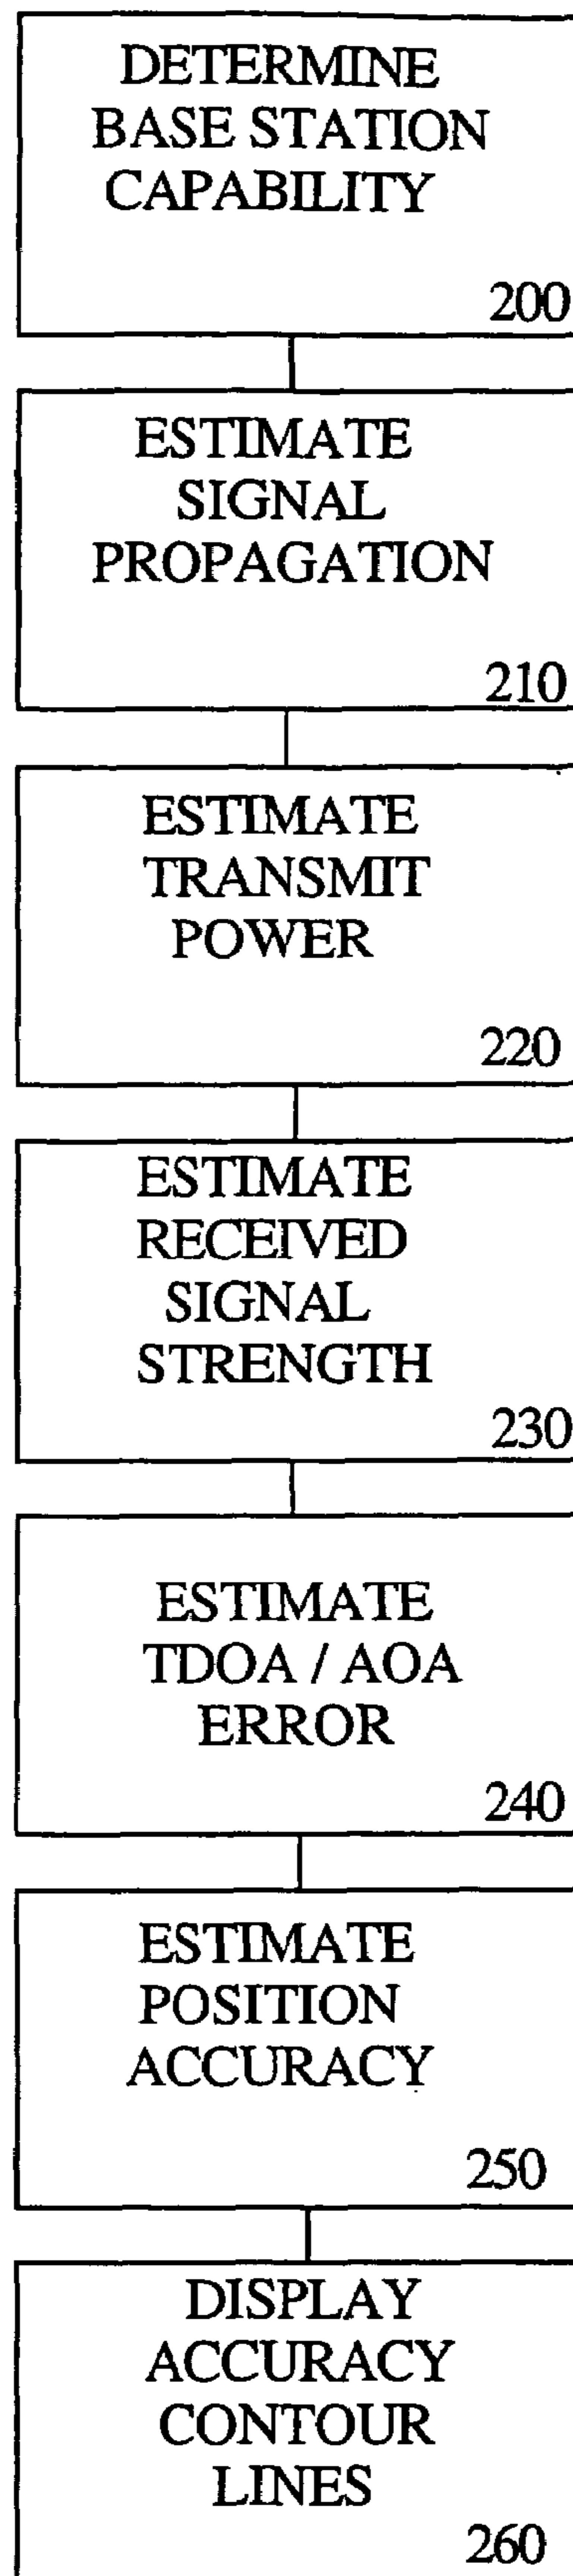 DETERMINE
BASE STATION
CAPABILITY
200
ESTIMATE
SIGNAL
PROPAGATION
210
ESTIMATE
TRANSMIT
POWER
220
ESTIMATE
RECEIVED
SIGNAL
STRENGTH
230
ESTIMATE
TDOA / AOA
ERROR
240
ESTIMATE
POSITION
ACCURACY
250
DISPLAY
ACCURACY
CONTOUR
LINES
260